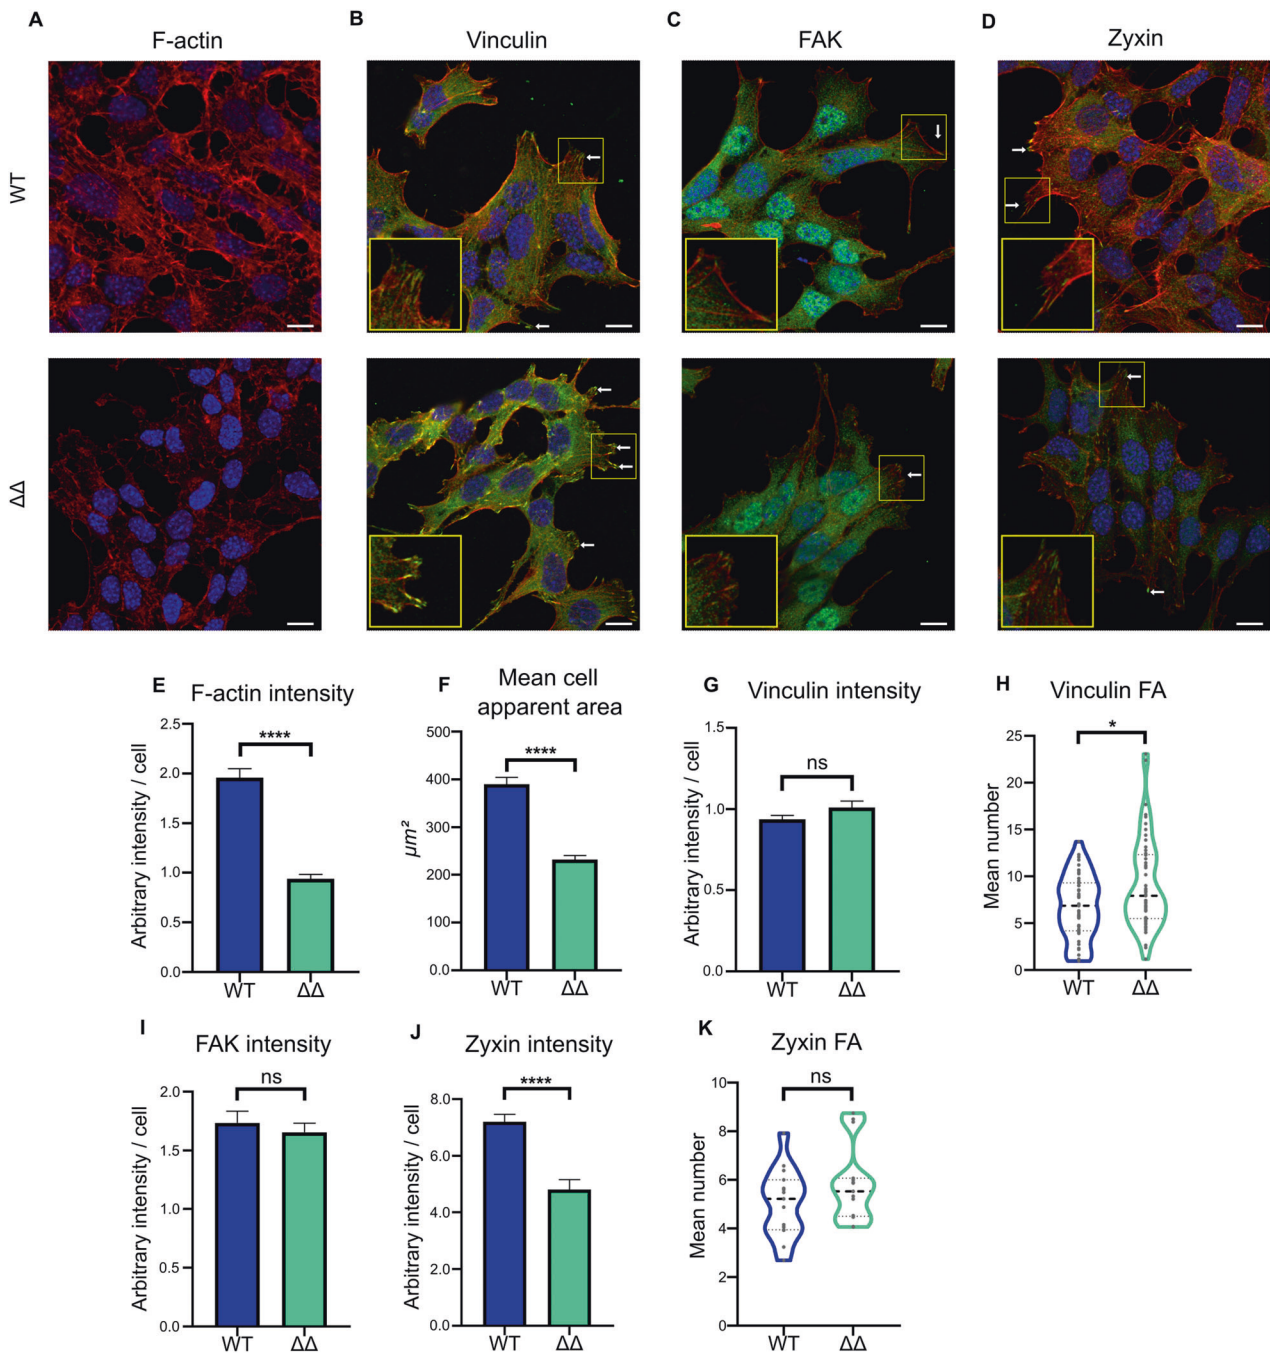 A
F-actin
B
Vinculin
C
FAK
D
Zyxin
WT
ΔΔ
E
F-actin intensity
Arbitrary intensity / cell
2.5
2.0
1.5
1.0
0.5
0.0
****
WT
ΔΔ
F
Mean cell
apparent area
µm²
500
400
300
200
100
0.0
****
WT
ΔΔ
G
Vinculin intensity
Arbitrary intensity / cell
1.5
1.0
0.5
0.0
ns
WT
ΔΔ
H
Vinculin FA
Mean number
25
20
15
10
5
0
*
WT
ΔΔ
I
FAK intensity
Arbitrary intensity / cell
2.0
1.5
1.0
0.5
0.0
ns
WT
ΔΔ
J
Zyxin intensity
Arbitrary intensity / cell
8.0
6.0
4.0
2.0
0.0
****
WT
ΔΔ
K
Zyxin FA
Mean number
10
8
6
4
2
0
ns
WT
ΔΔ